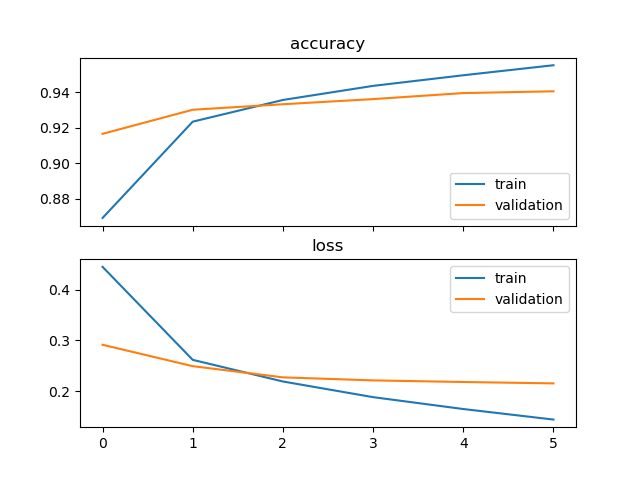 accuracy
0.94
0.92
0.90
0.88
train
validation
loss
0.4
0.3
0.2
train
validation
0 1 2 3 4 5